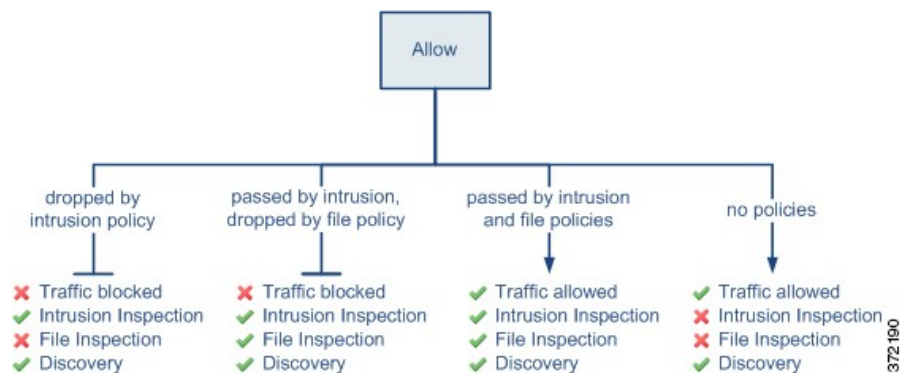 Allow
dropped by
intrusion policy
passed by intrusion,
dropped by file policy
passed by intrusion
and file policies
no policies
Traffic blocked
Intrusion Inspection
File Inspection
Discovery
Traffic blocked
Intrusion Inspection
File Inspection
Discovery
Traffic allowed
Intrusion Inspection
File Inspection
Discovery
Traffic allowed
Intrusion Inspection
File Inspection
Discovery
372190